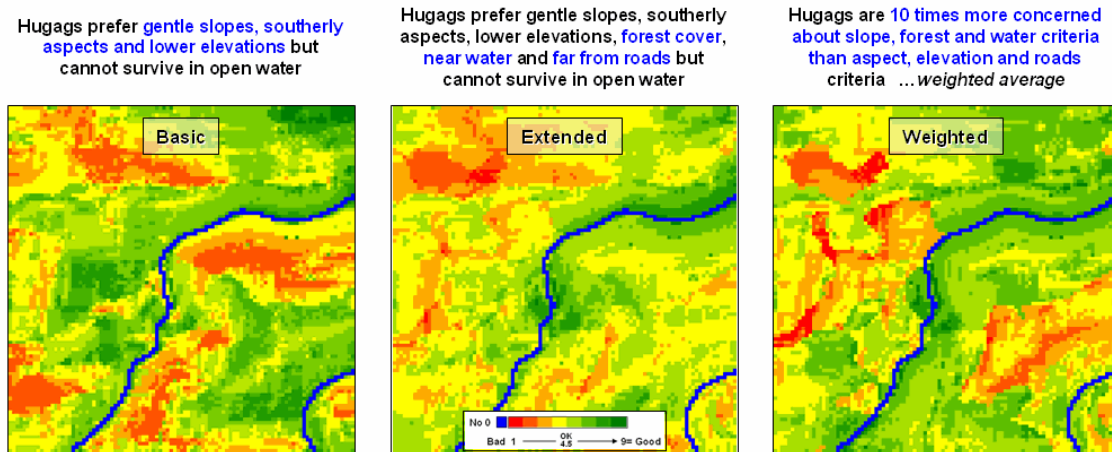 Hugags prefer gentle slopes, southerly
aspects and lower elevations but
cannot survive in open water
Basic
Hugags prefer gentle slopes, southerly
aspects, lower elevations, forest cover,
near water and far from roads but
cannot survive in open water
Extended
No 0
Bad 1 OK 4.5 9= Good
Hugags are 10 times more concerned
about slope, forest and water criteria
than aspect, elevation and roads
criteria ...weighted average
Weighted